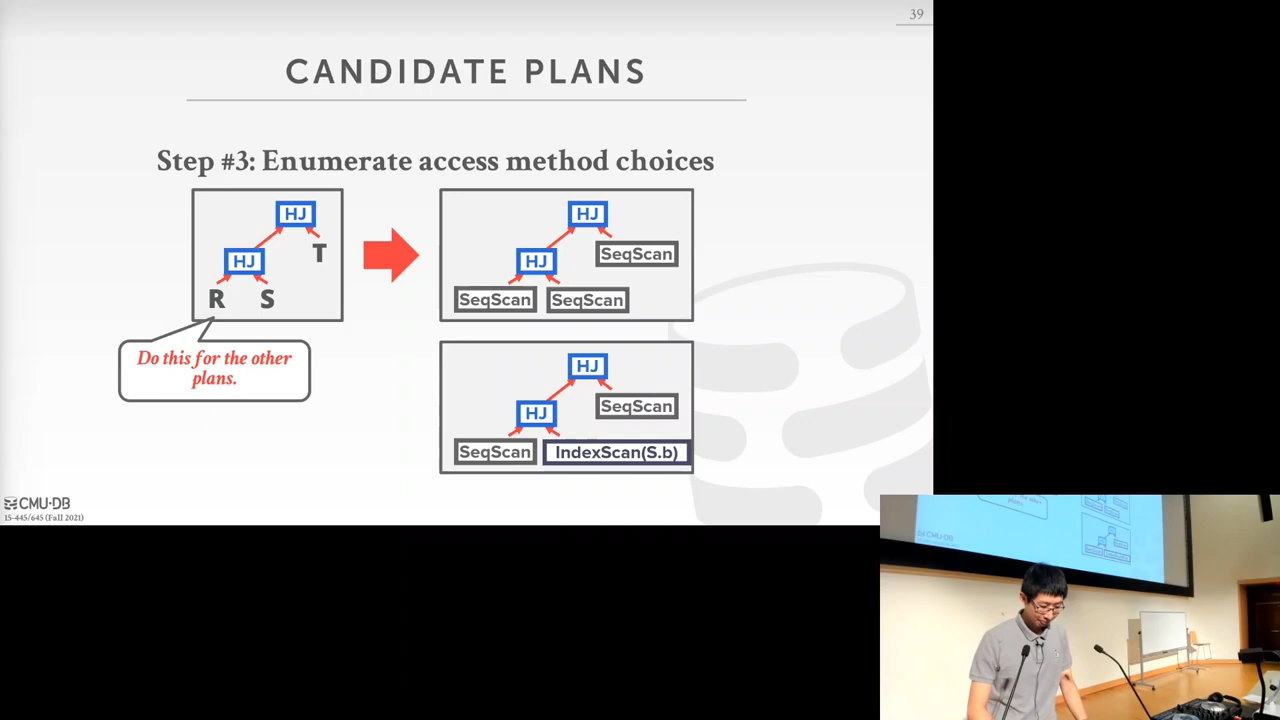 39
CANDIDATE PLANS
Step #3: Enumerate access method choices
HJ
HJ
T
R S
Do this for the other
plans.
HJ
SeqScan
HJ
SeqScan SeqScan
HJ
SeqScan
HJ
SeqScan IndexScan(S.b)
CMU·DB
15-445/645 (Fall 2021)